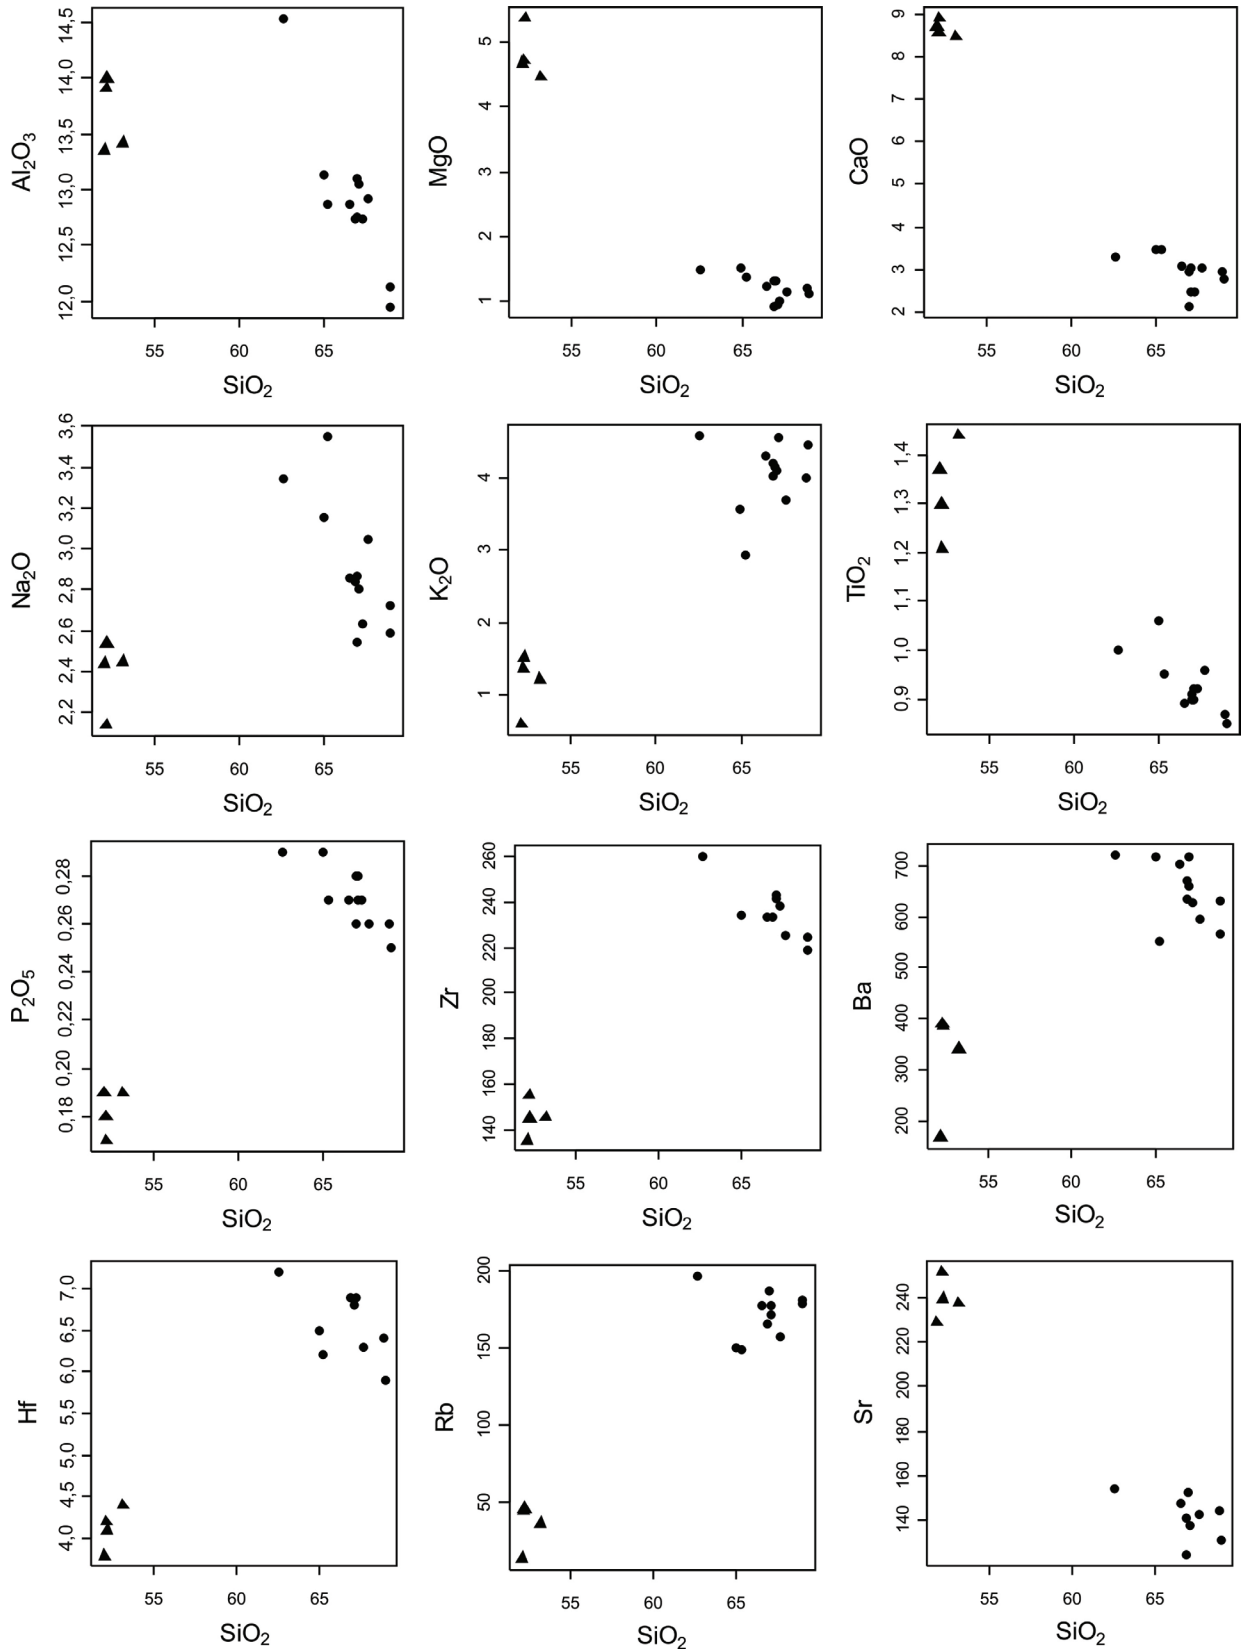 Al₂O₃
14,5
14,0
13,5
13,0
12,5
12,0
55 60 65
SiO₂
MgO
5
4
3
2
1
55 60 65
SiO₂
CaO
9
8
7
6
5
4
3
2
55 60 65
SiO₂
Na₂O
3,6
3,4
3,2
3,0
2,8
2,6
2,4
2,2
55 60 65
SiO₂
K₂O
4
3
2
1
55 60 65
SiO₂
TiO₂
1,4
1,3
1,2
1,1
1,0
0,9
55 60 65
SiO₂
P₂O₅
0,28
0,26
0,24
0,22
0,20
0,18
55 60 65
SiO₂
Zr
260
240
220
200
180
160
140
55 60 65
SiO₂
Ba
700
600
500
400
300
200
55 60 65
SiO₂
Hf
7,0
6,5
6,0
5,5
5,0
4,5
4,0
55 60 65
SiO₂
Rb
200
150
100
50
55 60 65
SiO₂
Sr
240
220
200
180
160
140
55 60 65
SiO₂